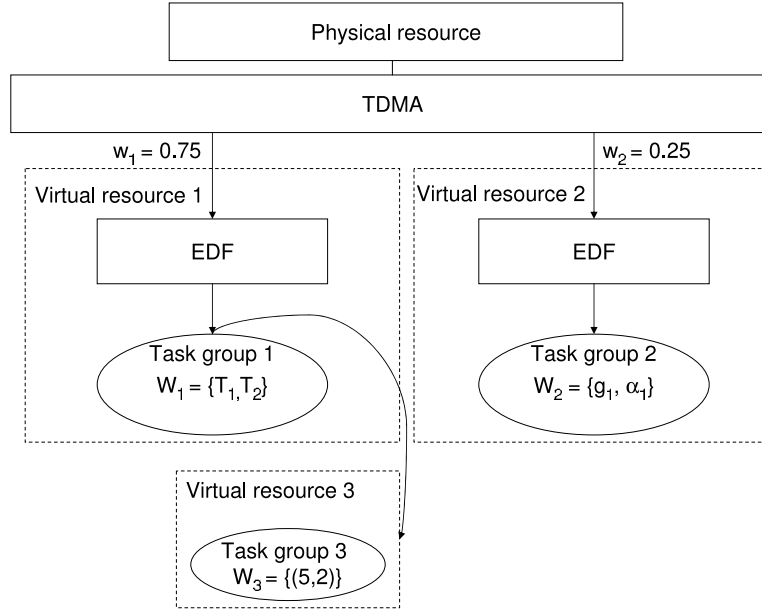 Physical resource
TDMA
w₁ = 0.75
w₂ = 0.25
Virtual resource 1
Virtual resource 2
EDF
EDF
Task group 1
W₁ = {T₁,T₂}
Task group 2
W₂ = {g₁, α₁}
Virtual resource 3
Task group 3
W₃ = {(5,2)}